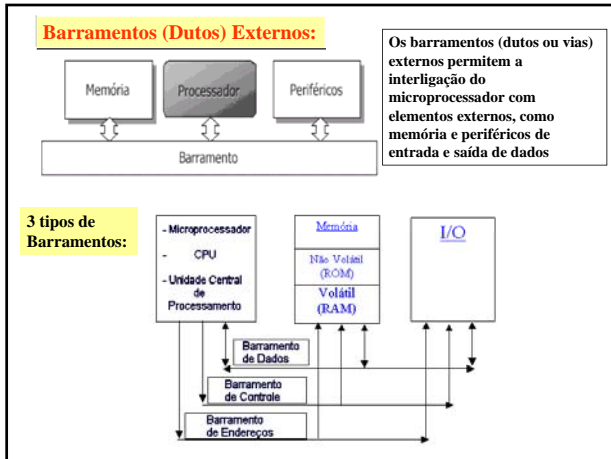 Barramentos (Dutos) Externos:
Os barramentos (dutos ou vias)
externos permitem a
interligação do
microprocessador com
elementos externos, como
memória e periféricos de
entrada e saída de dados
Memória
Processador
Periféricos
Barramento
3 tipos de
Barramentos:
- Microprocessador
- CPU
- Unidade Central
de
Processamento
Memória
Não Volátil
(ROM)
Volátil
(RAM)
I/O
Barramento
de Dados
Barramento
de Controle
Barramento
de Endereços